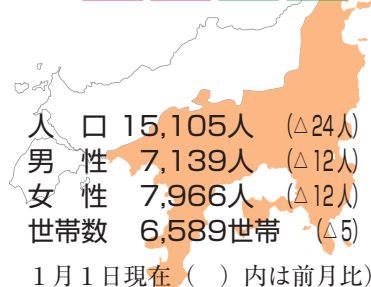 人 口 15,105人 (△24人)
男 性 7,139人 (△12人)
女 性 7,966人 (△12人)
世帯数 6,589世帯 (△5)
1月1日現在 ( )内は前月比)